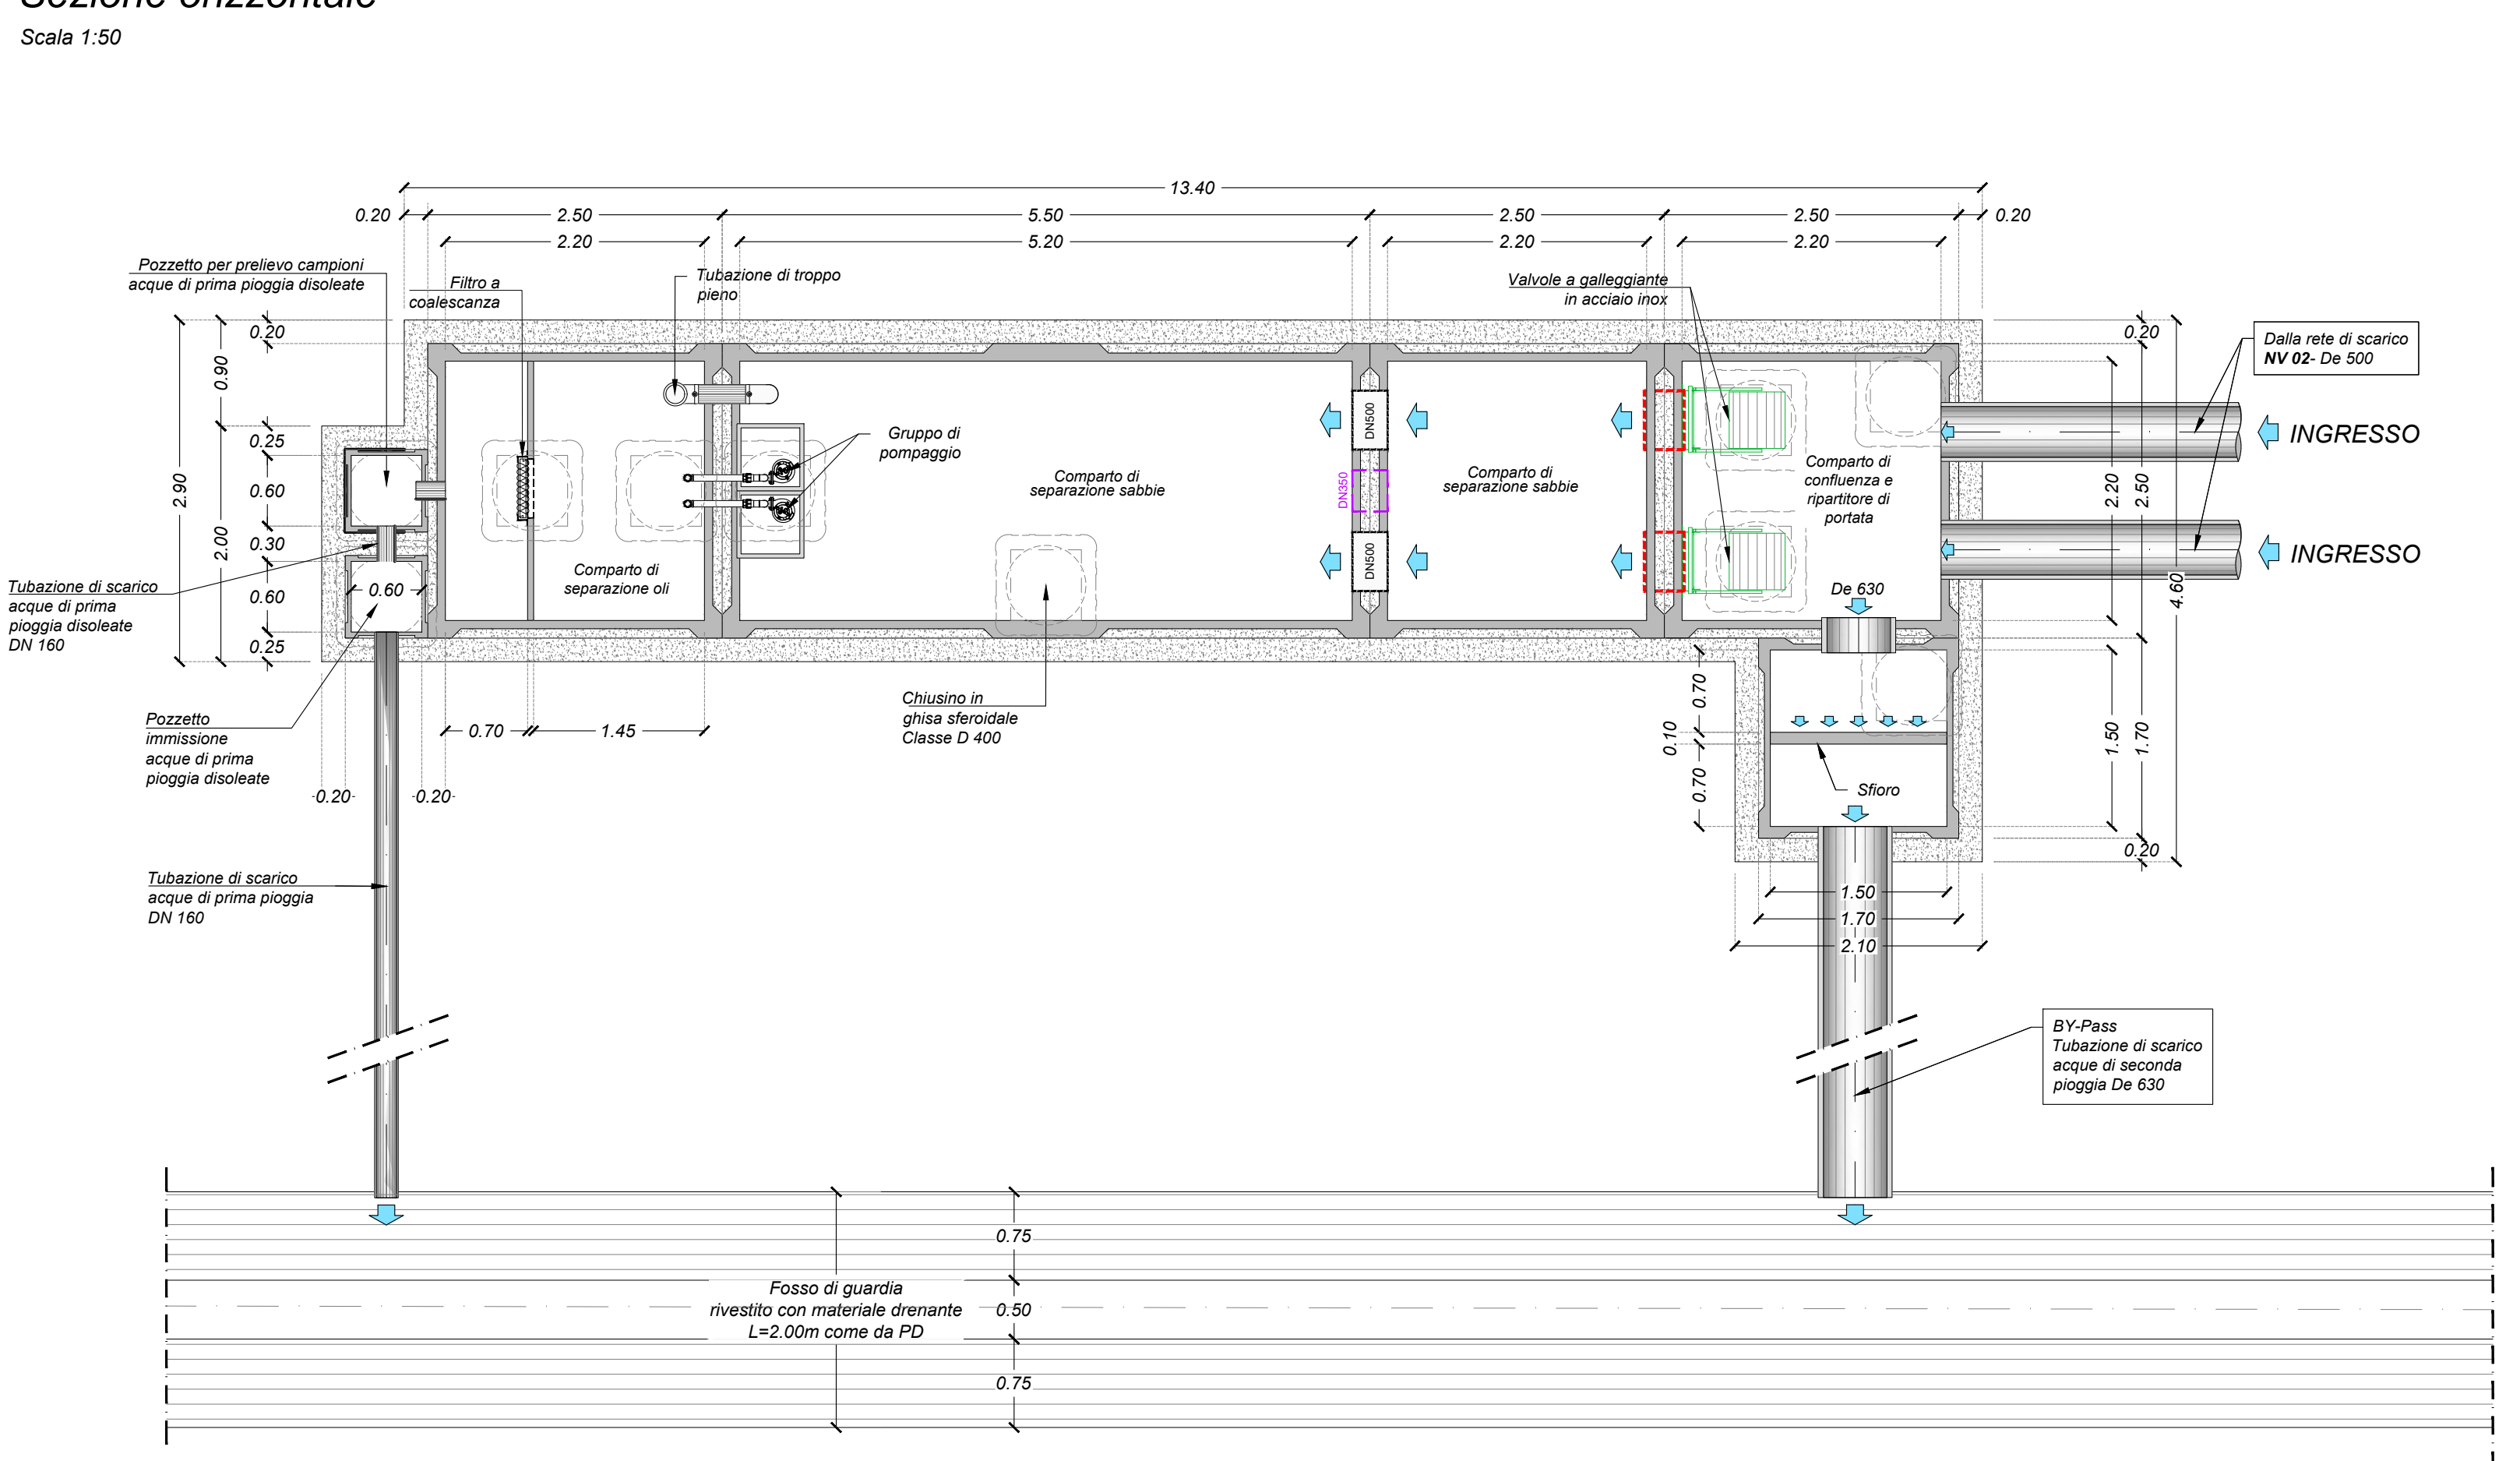 Sezione orizzontale
Scala 1:50
13.40
0.20
2.50
5.50
2.50
2.50
0.20
2.20
5.20
2.20
2.20
Pozzetto per prelievo campioni
acque di prima pioggia disoleate
Filtro a
coalescanza
Tubazione di troppo
pieno
Valvole a galleggiante
in acciaio inox
Dalla rete di scarico
NV 02- De 500
INGRESSO
INGRESSO
0.20
0.90
2.90
2.00
0.25
0.60
0.30
0.60
0.25
0.60
Gruppo di
pompaggio
Comparto di
separazione sabbie
DN500
DN350
DN500
Comparto di
separazione sabbie
Comparto di
confluenza e
ripartitore di
portata
De 630
Comparto di
separazione oli
0.20
2.20
2.50
4.60
1.50
1.70
0.20
Tubazione di scarico
acque di prima
pioggia disoleate
DN 160
Pozzetto
immissione
acque di prima
pioggia disoleate
0.20
0.20
0.70
1.45
Chiusino in
ghisa sferoidale
Classe D 400
0.70
0.10
0.70
Sfioro
1.50
1.70
2.10
Tubazione di scarico
acque di prima pioggia
DN 160
BY-Pass
Tubazione di scarico
acque di seconda
pioggia De 630
0.75
0.50
0.75
Fosso di guardia
rivestito con materiale drenante
L=2.00m come da PD